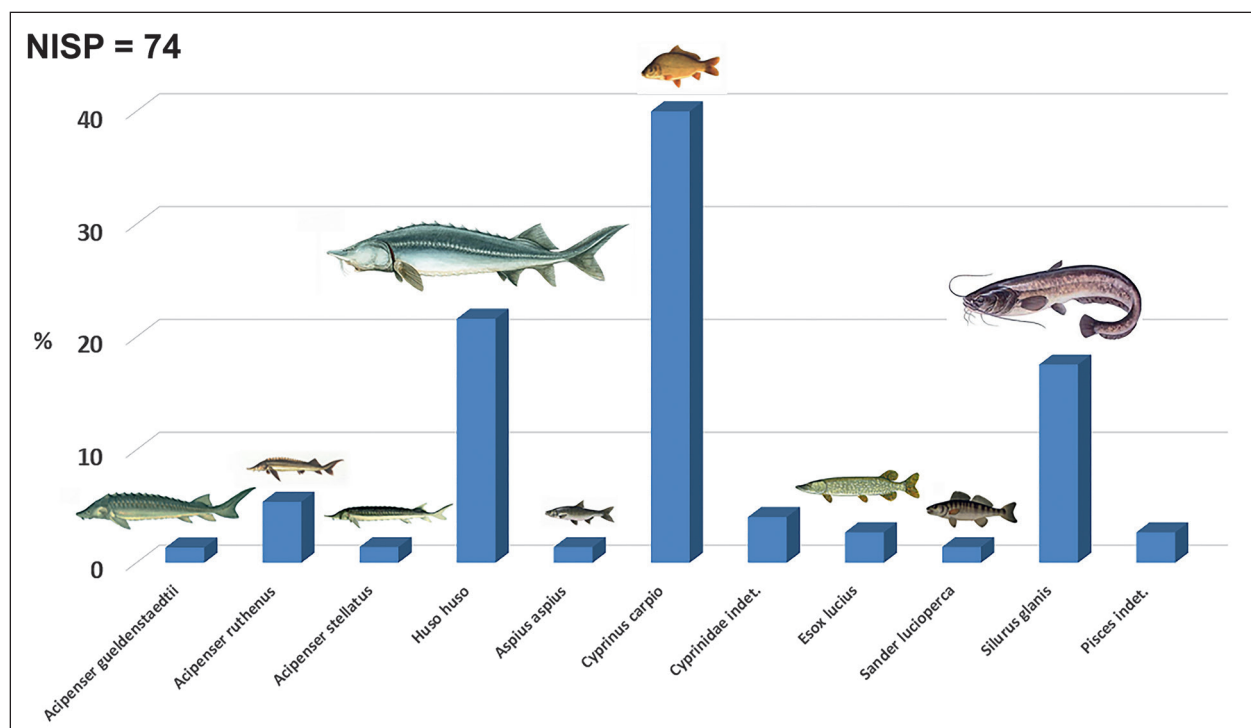 NISP = 74
40
30
%
20
10
0
Acipenser gueldenstaedtii
Acipenser ruthenus
Acipenser stellatus
Huso huso
Aspius aspius
Cyprinus carpio
Cyprinidae indet.
Esox lucius
Sander lucioperca
Silurus glanis
Pisces indet.